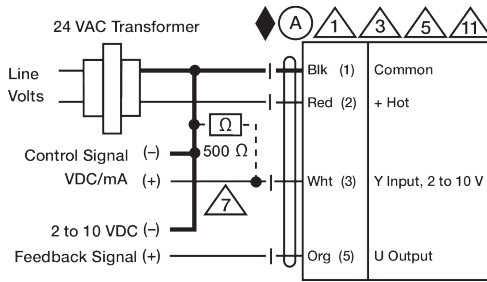 24 VAC Transformer
A 1 3 5 11
Line
Volts
Blk (1) Common
Red (2) + Hot
Ω
500 Ω
Control Signal (–)
VDC/mA (+)
Wht (3) Y Input, 2 to 10 V
7
2 to 10 VDC (–)
Feedback Signal (+)
Org (5) U Output